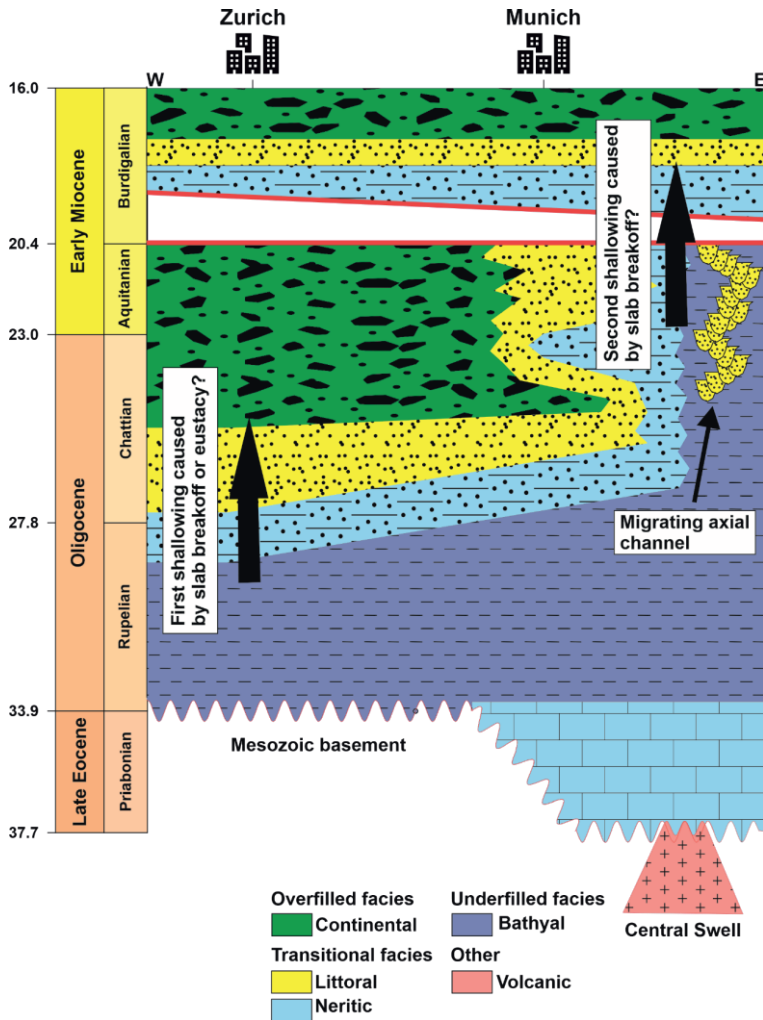 Zurich
Munich
W
E
16.0
20.4
23.0
27.8
33.9
37.7
Early Miocene
Oligocene
Late Eocene
Burdigalian
Aquitanian
Chattian
Rupelian
Priabonian
First shallowing caused
by slab breakoff or eustacy?
Second shallowing caused
by slab breakoff?
Migrating axial
channel
Mesozoic basement
Central Swell
Overfilled facies
Continental
Transitional facies
Littoral
Neritic
Underfilled facies
Bathyal
Other
Volcanic